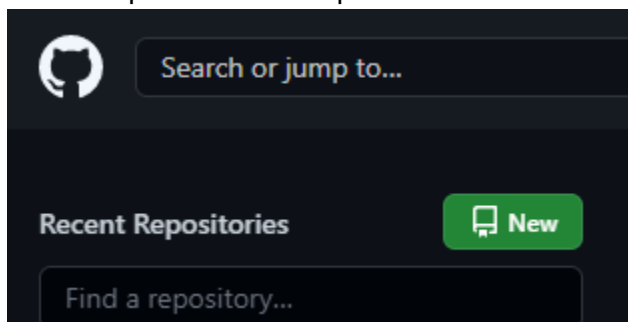 Search or jump to...
Recent Repositories
New
Find a repository...